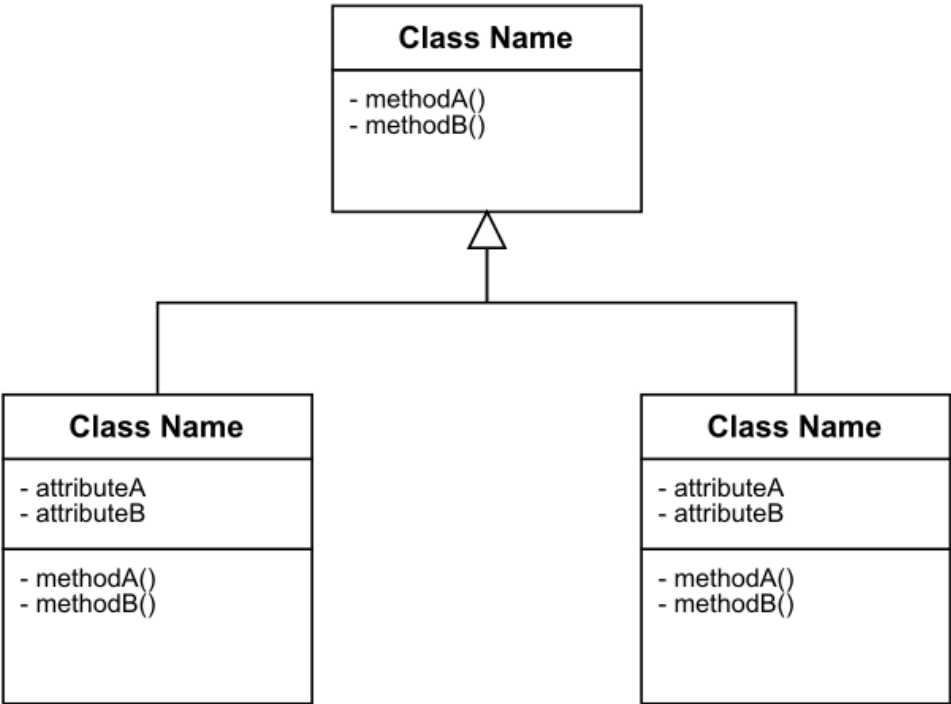 Class Name
- methodA()
- methodB()
Class Name
- attributeA
- attributeB
- methodA()
- methodB()
Class Name
- attributeA
- attributeB
- methodA()
- methodB()